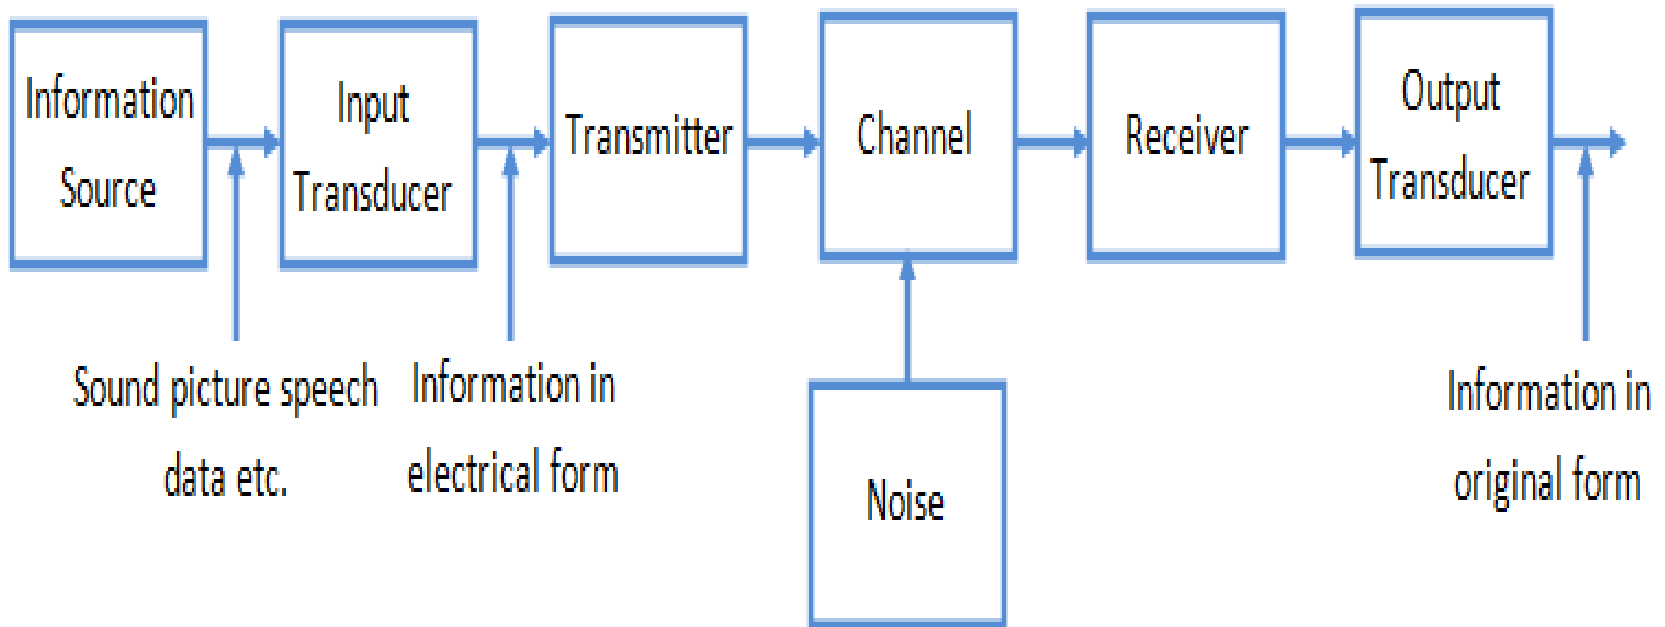 Information
Source
Input
Transducer
Transmitter
Channel
Receiver
Output
Transducer
Sound picture speech
data etc.
Information in
electrical form
Noise
Information in
original form